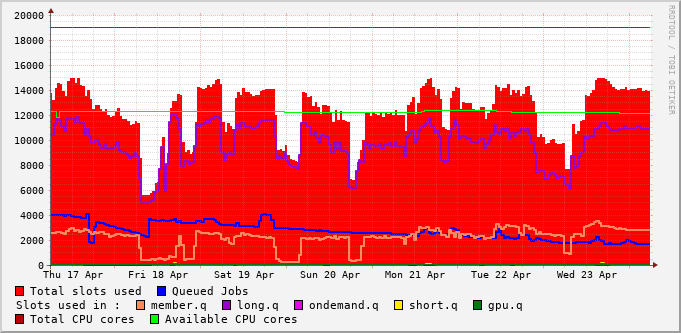 20000
18000
16000
14000
12000
10000
8000
6000
4000
2000
0
Thu 17 Apr Fri 18 Apr Sat 19 Apr Sun 20 Apr Mon 21 Apr Tue 22 Apr Wed 23 Apr
RRDTOOL / TOBI OETIKER
Total slots used Queued Jobs
Slots used in : member.q long.q ondemand.q short.q gpu.q
Total CPU cores Available CPU cores